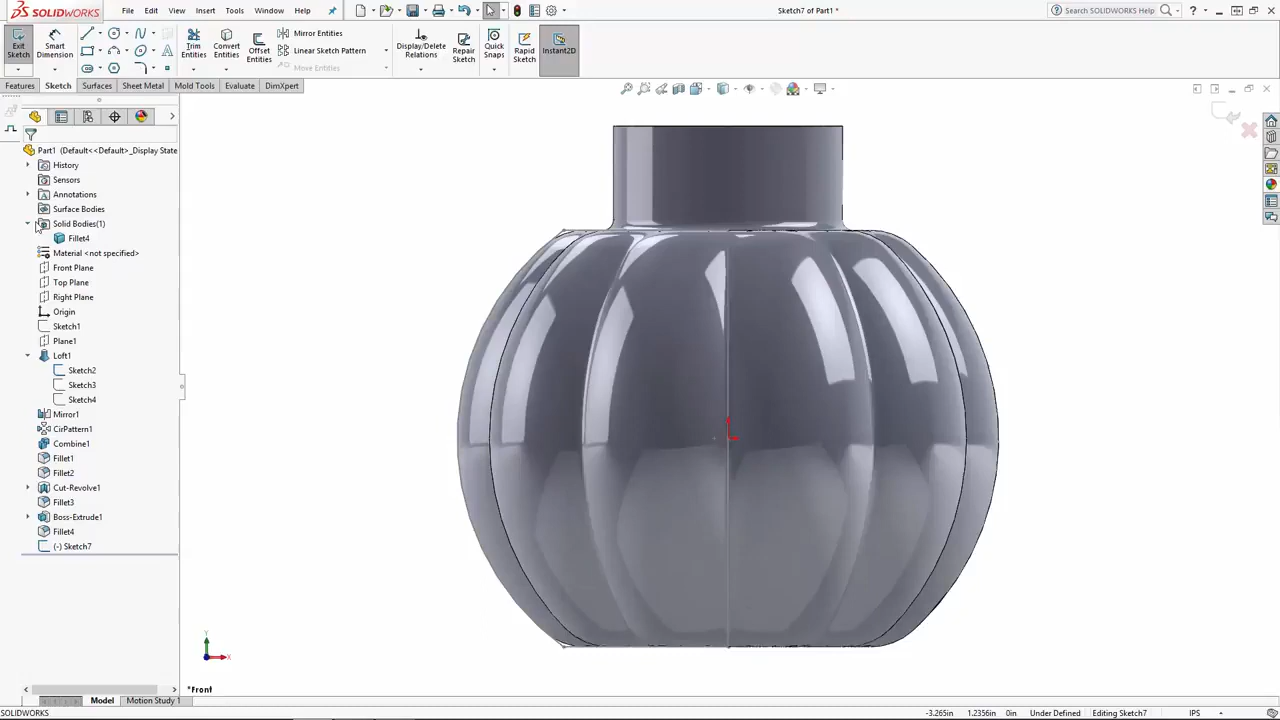 SOLIDWORKS
File Edit View Insert Tools Window Help
Sketch7 of Part1 *
Search SOLIDWORKS Help
Exit Sketch
Smart Dimension
Trim Entities
Convert Entities
Offset Entities
Mirror Entities
Linear Sketch Pattern
Move Entities
Display/Delete Relations
Repair Sketch
Quick Snaps
Rapid Sketch
Instant2D
Features Sketch Surfaces Sheet Metal Mold Tools Evaluate DimXpert
Part1 (Default<<Default>_Display State
History
Sensors
Annotations
Surface Bodies
Solid Bodies(1)
Fillet4
Material <not specified>
Front Plane
Top Plane
Right Plane
Origin
Sketch1
Plane1
Loft1
Sketch2
Sketch3
Sketch4
Mirror1
CirPattern1
Combine1
Fillet1
Fillet2
Cut-Revolve1
Fillet3
Boss-Extrude1
Fillet4
(-) Sketch7
Y
X
*Front
Model Motion Study 1
SOLIDWORKS
-3.265in 1.2356in 0in Under Defined Editing Sketch7 IPS